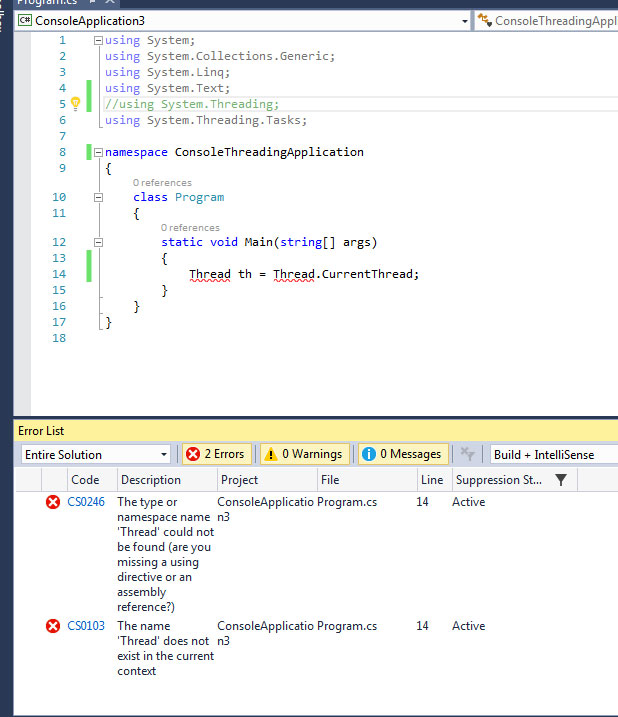 Program.cs
C# ConsoleApplication3 ConsoleThreadingAppl
1 using System;
2 using System.Collections.Generic;
3 using System.Linq;
4 using System.Text;
5 //using System.Threading;
6 using System.Threading.Tasks;
7
8 namespace ConsoleThreadingApplication
9 {
0 references
10 class Program
11 {
0 references
12 static void Main(string[] args)
13 {
14 Thread th = Thread.CurrentThread;
15 }
16 }
17 }
18
Error List
Entire Solution 2 Errors 0 Warnings 0 Messages Build + IntelliSense
Code Description Project File Line Suppression St...
CS0246 The type or ConsoleApplicatio Program.cs 14 Active
namespace name n3
'Thread' could not
be found (are you
missing a using
directive or an
assembly
reference?)
CS0103 The name ConsoleApplicatio Program.cs 14 Active
'Thread' does not n3
exist in the current
context